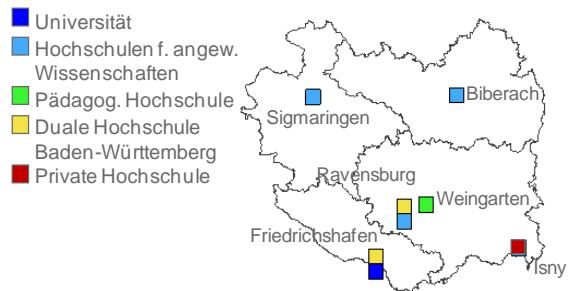 Universität
Hochschulen f. angew.
Wissenschaften
Pädagog. Hochschule
Duale Hochschule
Baden-Württemberg
Private Hochschule
Sigmaringen
Biberach
Ravensburg
Weingarten
Friedrichshafen
Isny